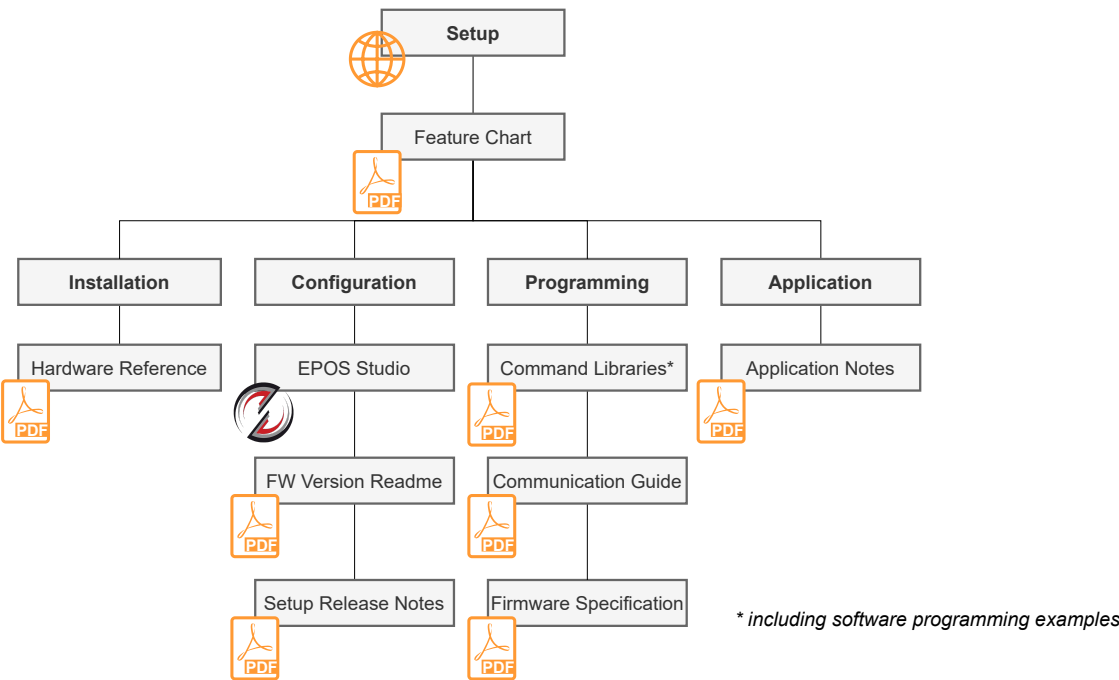 Setup
Feature Chart
PDF
Installation
Configuration
Programming
Application
Hardware Reference
EPOS Studio
Command Libraries*
Application Notes
PDF
PDF
PDF
FW Version Readme
Communication Guide
PDF
PDF
Setup Release Notes
Firmware Specification
* including software programming examples
PDF
PDF